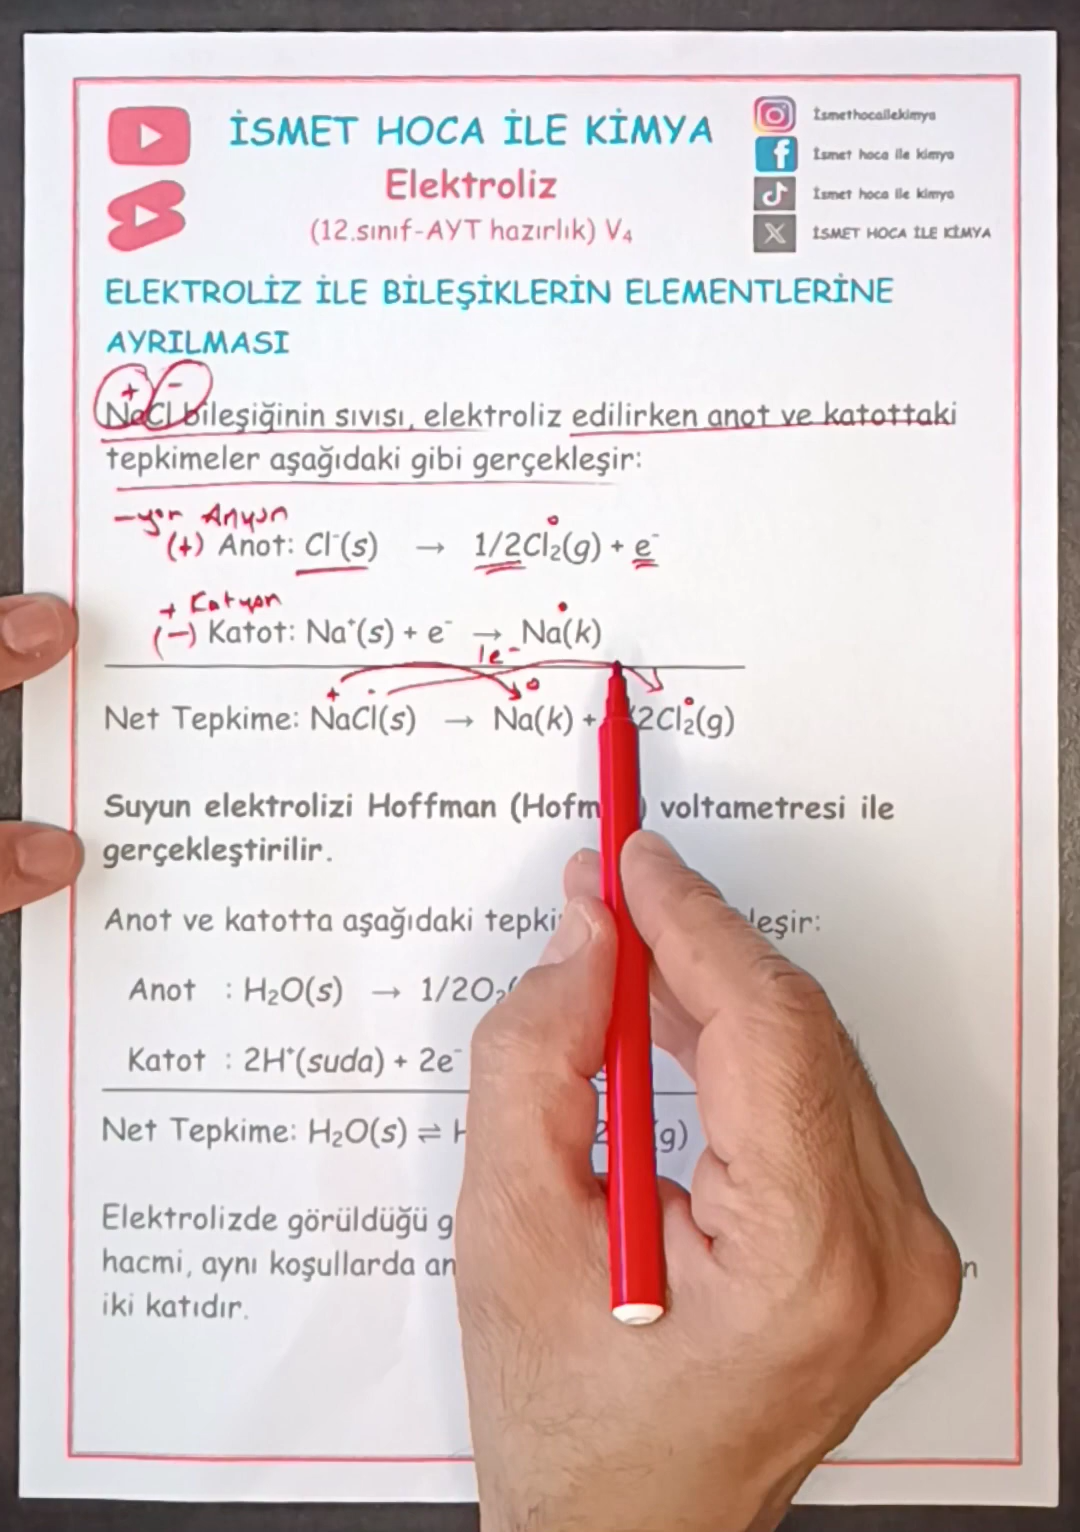 İSMET HOCA İLE KİMYA
Elektroliz
(12.sınıf-AYT hazırlık) V₄
İsmethocailekimya
İsmet hoca ile kimya
İsmet hoca ile kimya
İSMET HOCA İLE KİMYA
ELEKTROLİZ İLE BİLEŞİKLERİN ELEMENTLERİNE
AYRILMASI
+ -
NaCl bileşiğinin sıvısı, elektroliz edilirken anot ve katottaki
tepkimeler aşağıdaki gibi gerçekleşir:
Anyon
(+) Anot: Cl⁻(s) → 1/2Cl₂(g) + e⁻
+ Katyon
(-) Katot: Na⁺(s) + e⁻ → Na(k)
1e⁻
Net Tepkime: NaCl(s) → Na(k) + 2Cl₂(g)
Suyun elektrolizi Hoffman (Hofm ) voltametresi ile
gerçekleştirilir.
Anot ve katotta aşağıdaki
Anot : H₂O(s) → 1/2O₂
Katot : 2H⁺(suda) + 2e⁻
Net Tepkime: H₂O(s) ⇌ (g)
Elektrolizde görüldüğü
hacmi, aynı koşullarda
iki katıdır.